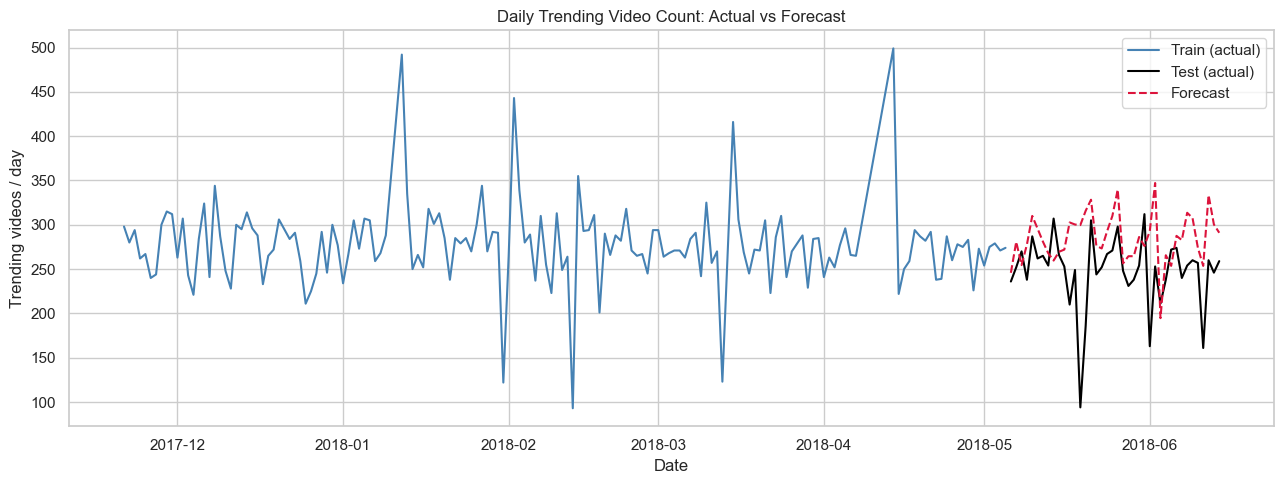 Daily Trending Video Count: Actual vs Forecast
Train (actual)
Test (actual)
Forecast
Trending videos / day
500
450
400
350
300
250
200
150
100
2017-12
2018-01
2018-02
2018-03
2018-04
2018-05
2018-06
Date